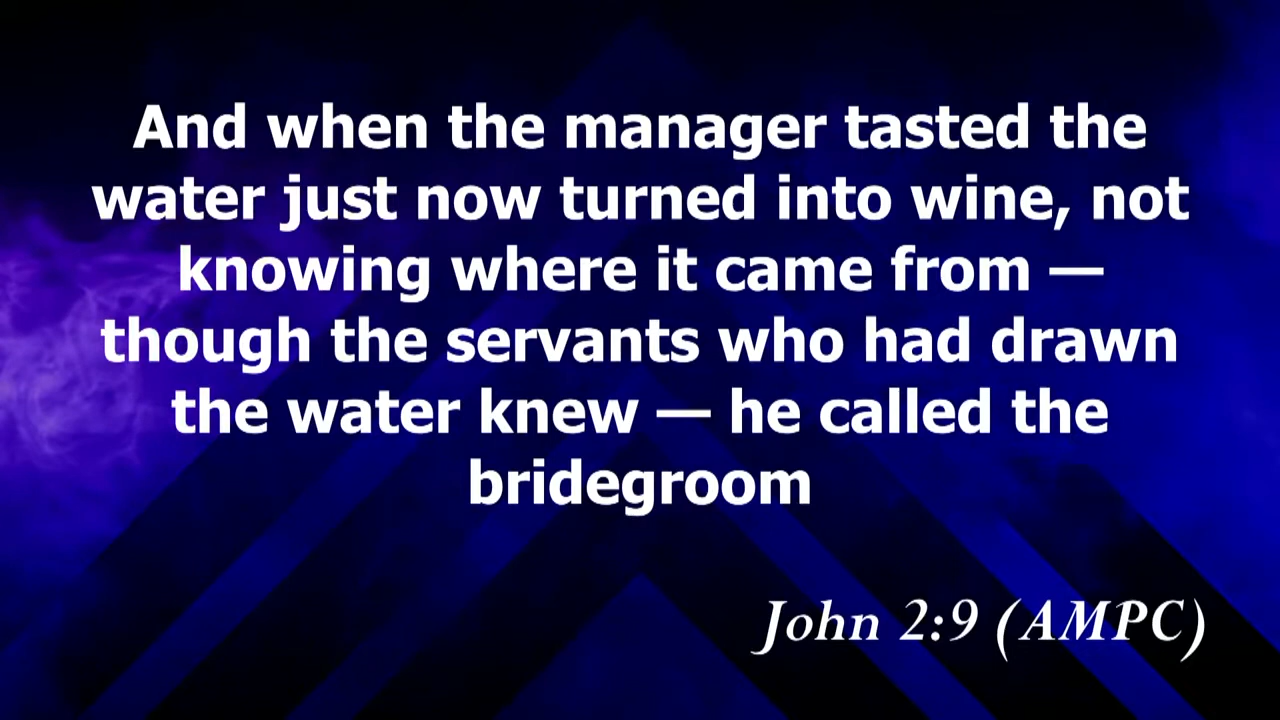 And when the manager tasted the
water just now turned into wine, not
knowing where it came from —
though the servants who had drawn
the water knew — he called the
bridegroom
John 2:9 (AMPC)